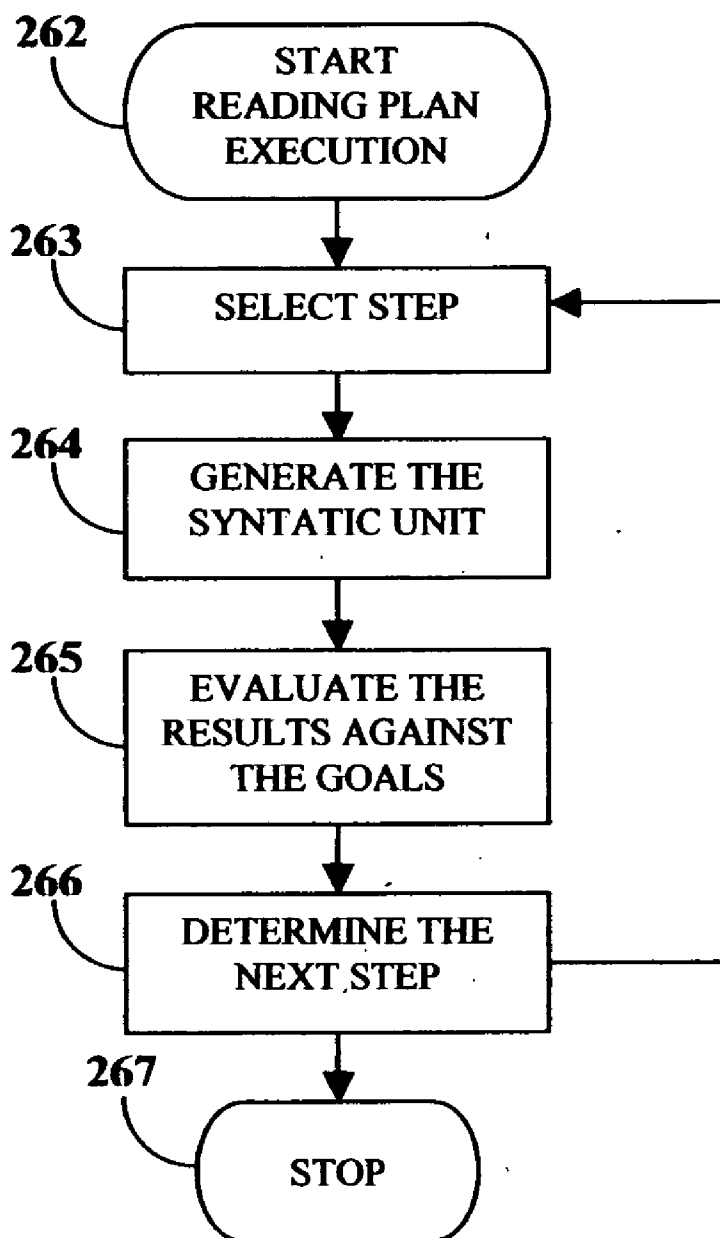 262
START
READING PLAN
EXECUTION
263
SELECT STEP
264
GENERATE THE
SYNTATIC UNIT
265
EVALUATE THE
RESULTS AGAINST
THE GOALS
266
DETERMINE THE
NEXT STEP
267
STOP